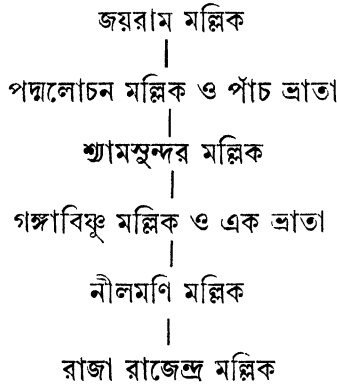 জয়রাম মল্লিক
পদ্মলোচন মল্লিক ও পাঁচ ভ্রাতা
শ্যামসুন্দর মল্লিক
গঙ্গাবিষ্ণু মল্লিক ও এক ভ্রাতা
নীলমণি মল্লিক
রাজা রাজেন্দ্র মল্লিক